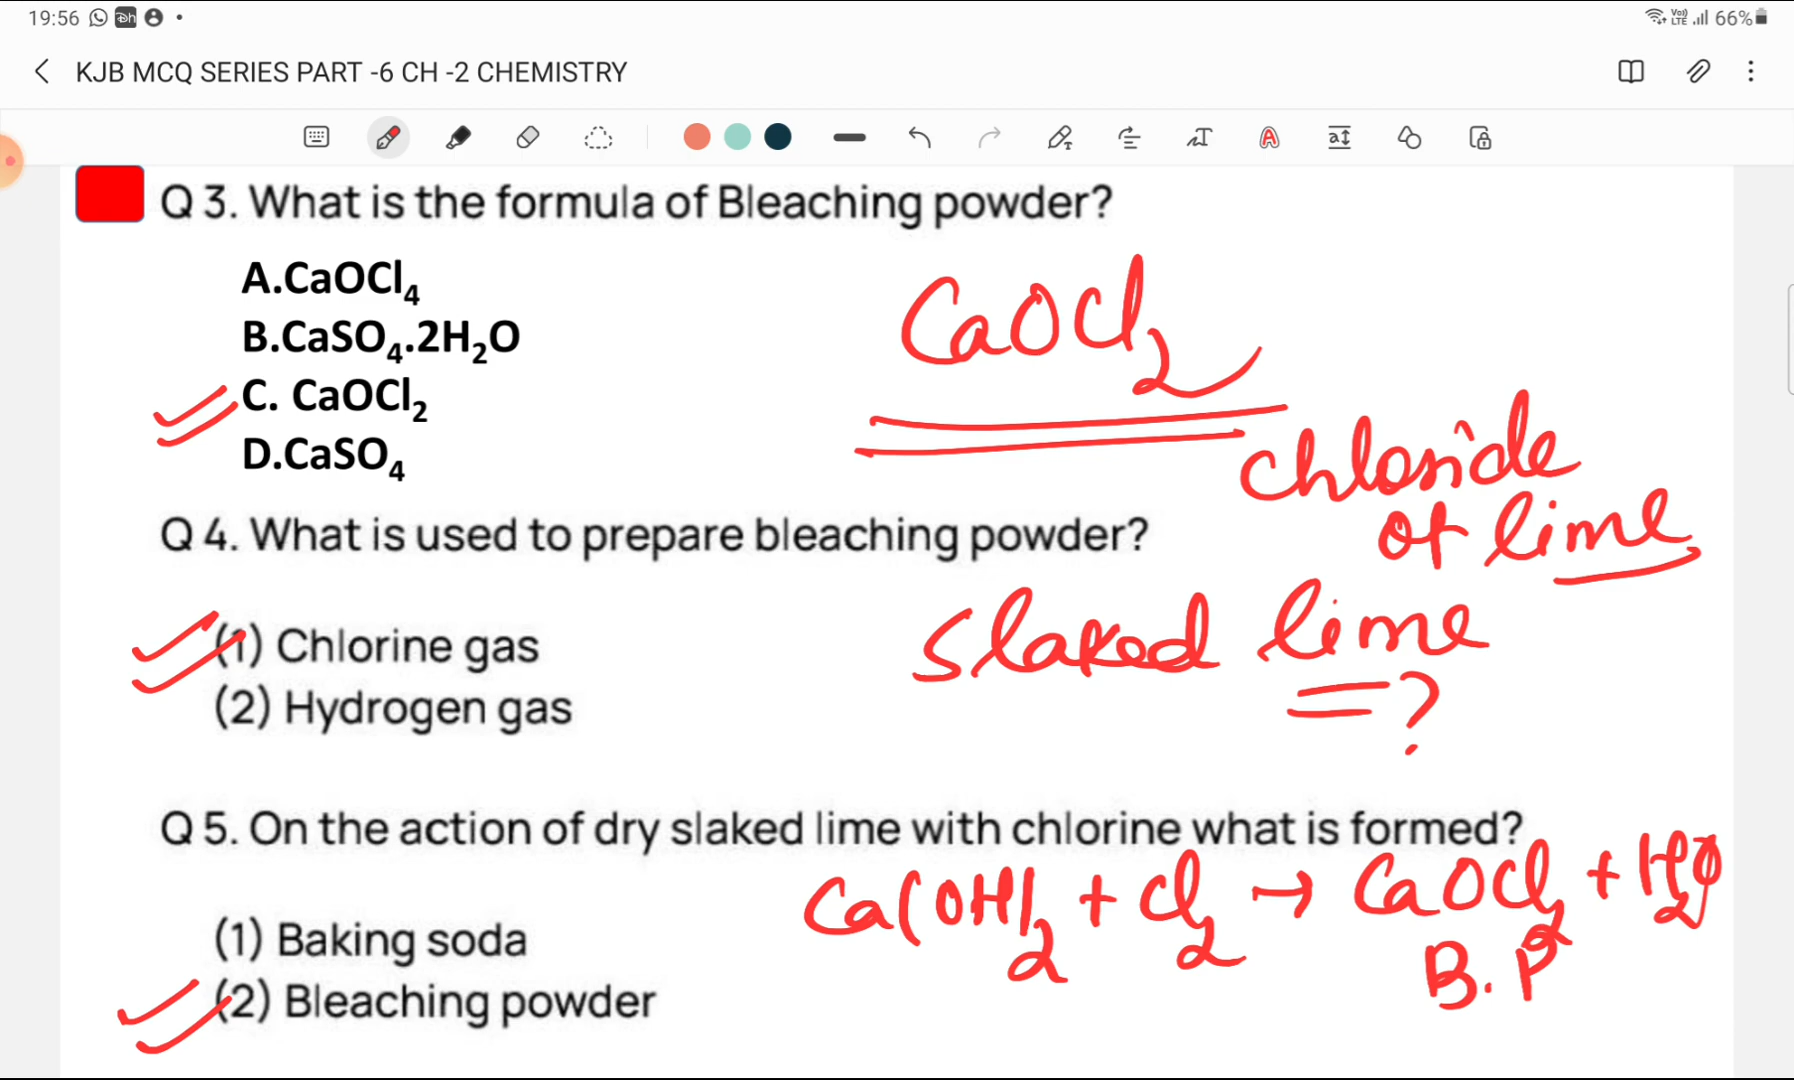 19:56
66%
KJB MCQ SERIES PART -6 CH -2 CHEMISTRY
Q 3. What is the formula of Bleaching powder?
A.CaOCl₄
B.CaSO₄.2H₂O
C. CaOCl₂
D.CaSO₄
CaOCl₂
chloride
of lime
Q 4. What is used to prepare bleaching powder?
(1) Chlorine gas
(2) Hydrogen gas
Slaked lime
= ?
Q 5. On the action of dry slaked lime with chlorine what is formed?
Ca(OH)₂ + Cl₂ → CaOCl₂ + H₂O
B.P
(1) Baking soda
(2) Bleaching powder